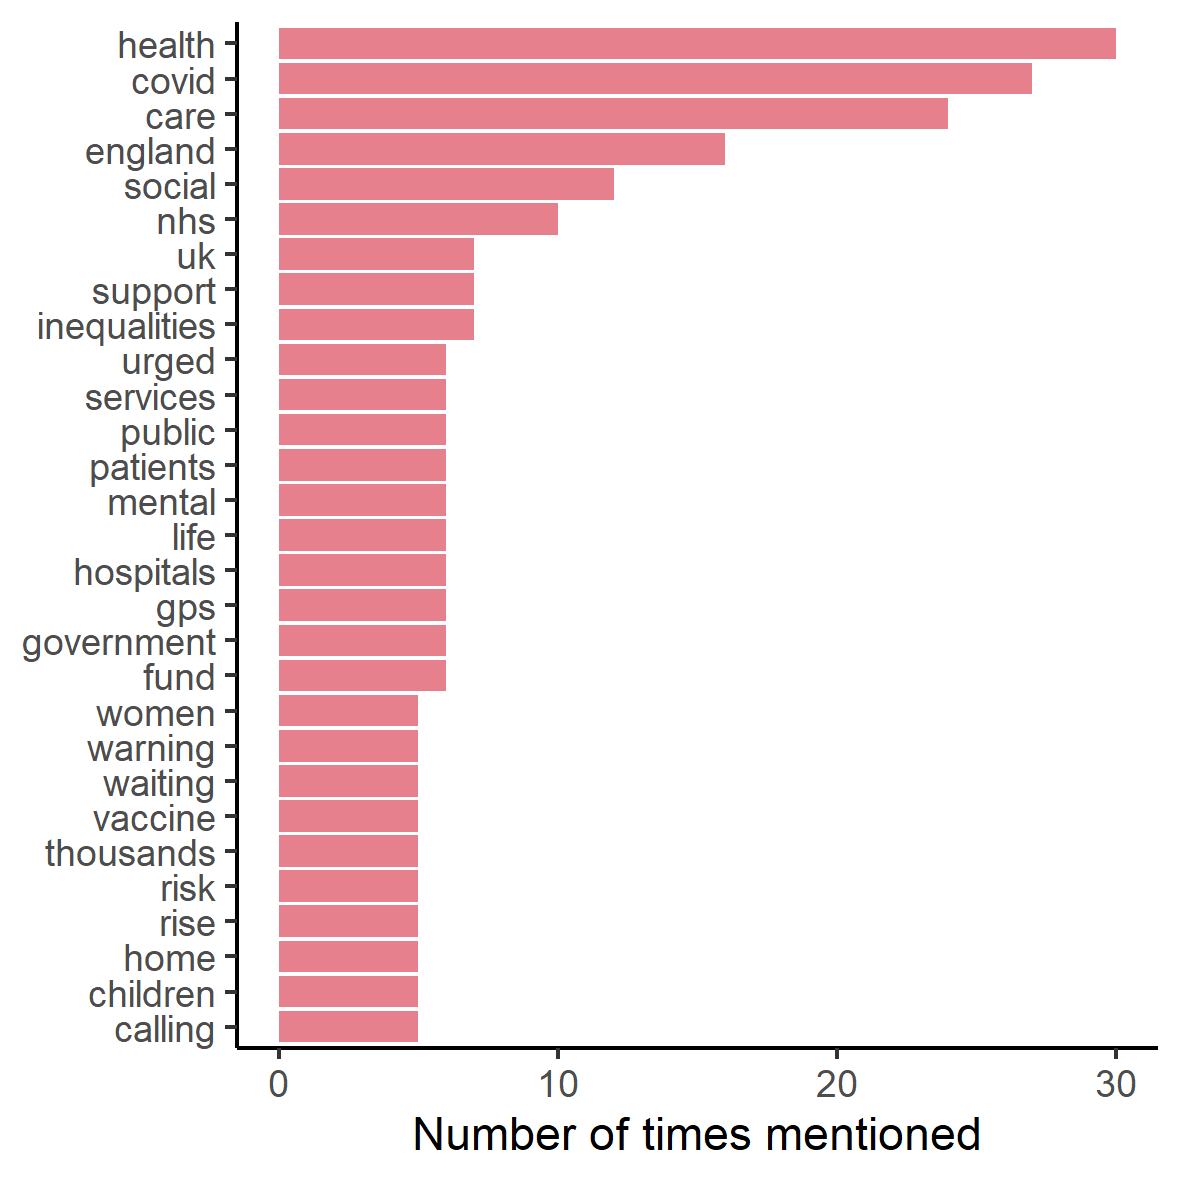 health
covid
care
england
social
nhs
uk
support
inequalities
urged
services
public
patients
mental
life
hospitals
gps
government
fund
women
warning
waiting
vaccine
thousands
risk
rise
home
children
calling
0 10 20 30
Number of times mentioned